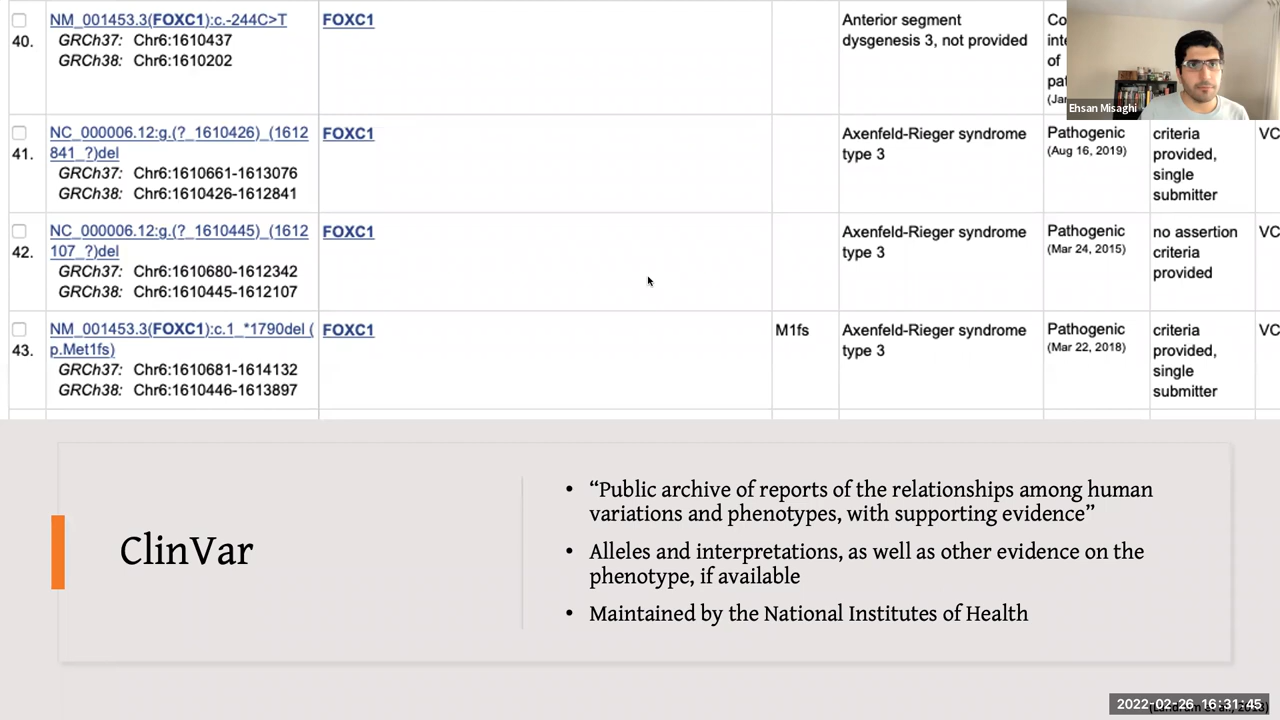 40.
NM_001453.3(FOXC1):c.-244C>T
GRCh37: Chr6:1610437
GRCh38: Chr6:1610202
FOXC1
Anterior segment
dysgenesis 3, not provided
Ehsan Misaghi
41.
NC_000006.12:g.(?_1610426)_(1612
841_?)del
GRCh37: Chr6:1610661-1613076
GRCh38: Chr6:1610426-1612841
FOXC1
Axenfeld-Rieger syndrome
type 3
Pathogenic
(Aug 16, 2019)
criteria
provided,
single
submitter
VC
42.
NC_000006.12:g.(?_1610445)_(1612
107_?)del
GRCh37: Chr6:1610680-1612342
GRCh38: Chr6:1610445-1612107
FOXC1
Axenfeld-Rieger syndrome
type 3
Pathogenic
(Mar 24, 2015)
no assertion
criteria
provided
VC
43.
NM_001453.3(FOXC1):c.1_*1790del (
p.Met1fs)
GRCh37: Chr6:1610681-1614132
GRCh38: Chr6:1610446-1613897
FOXC1
M1fs
Axenfeld-Rieger syndrome
type 3
Pathogenic
(Mar 22, 2018)
criteria
provided,
single
submitter
VC
ClinVar
• “Public archive of reports of the relationships among human
variations and phenotypes, with supporting evidence”
• Alleles and interpretations, as well as other evidence on the
phenotype, if available
• Maintained by the National Institutes of Health
2022-02-26 16:31:45